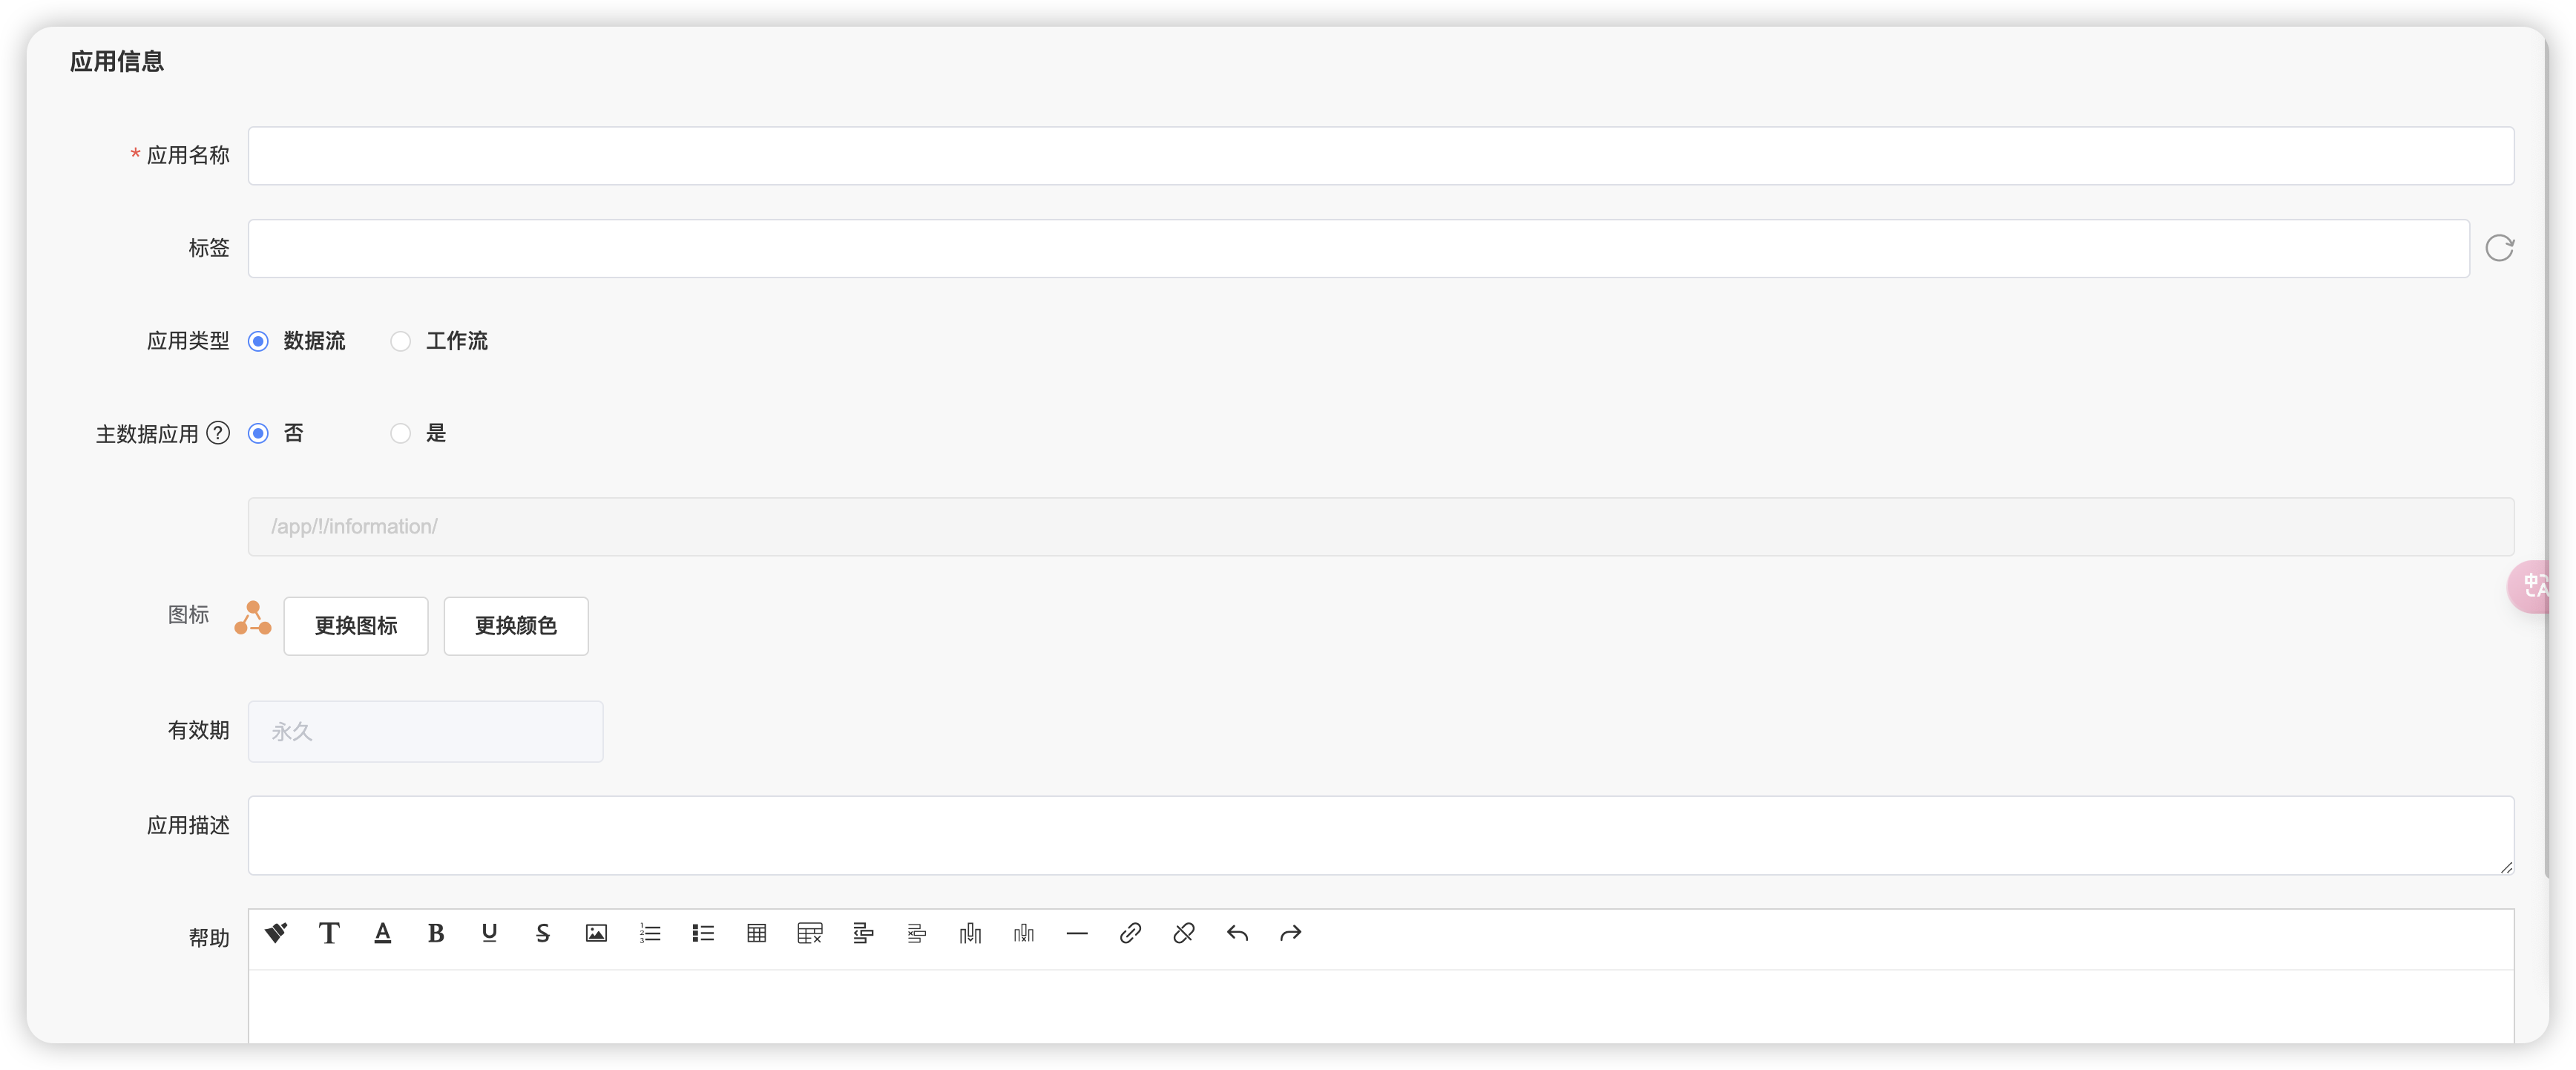 应用信息
* 应用名称
标签
应用类型 数据流 工作流
主数据应用 ? 否 是
/app/!/information/
图标 更换图标 更换颜色
有效期 永久
应用描述
帮助 T A B U S